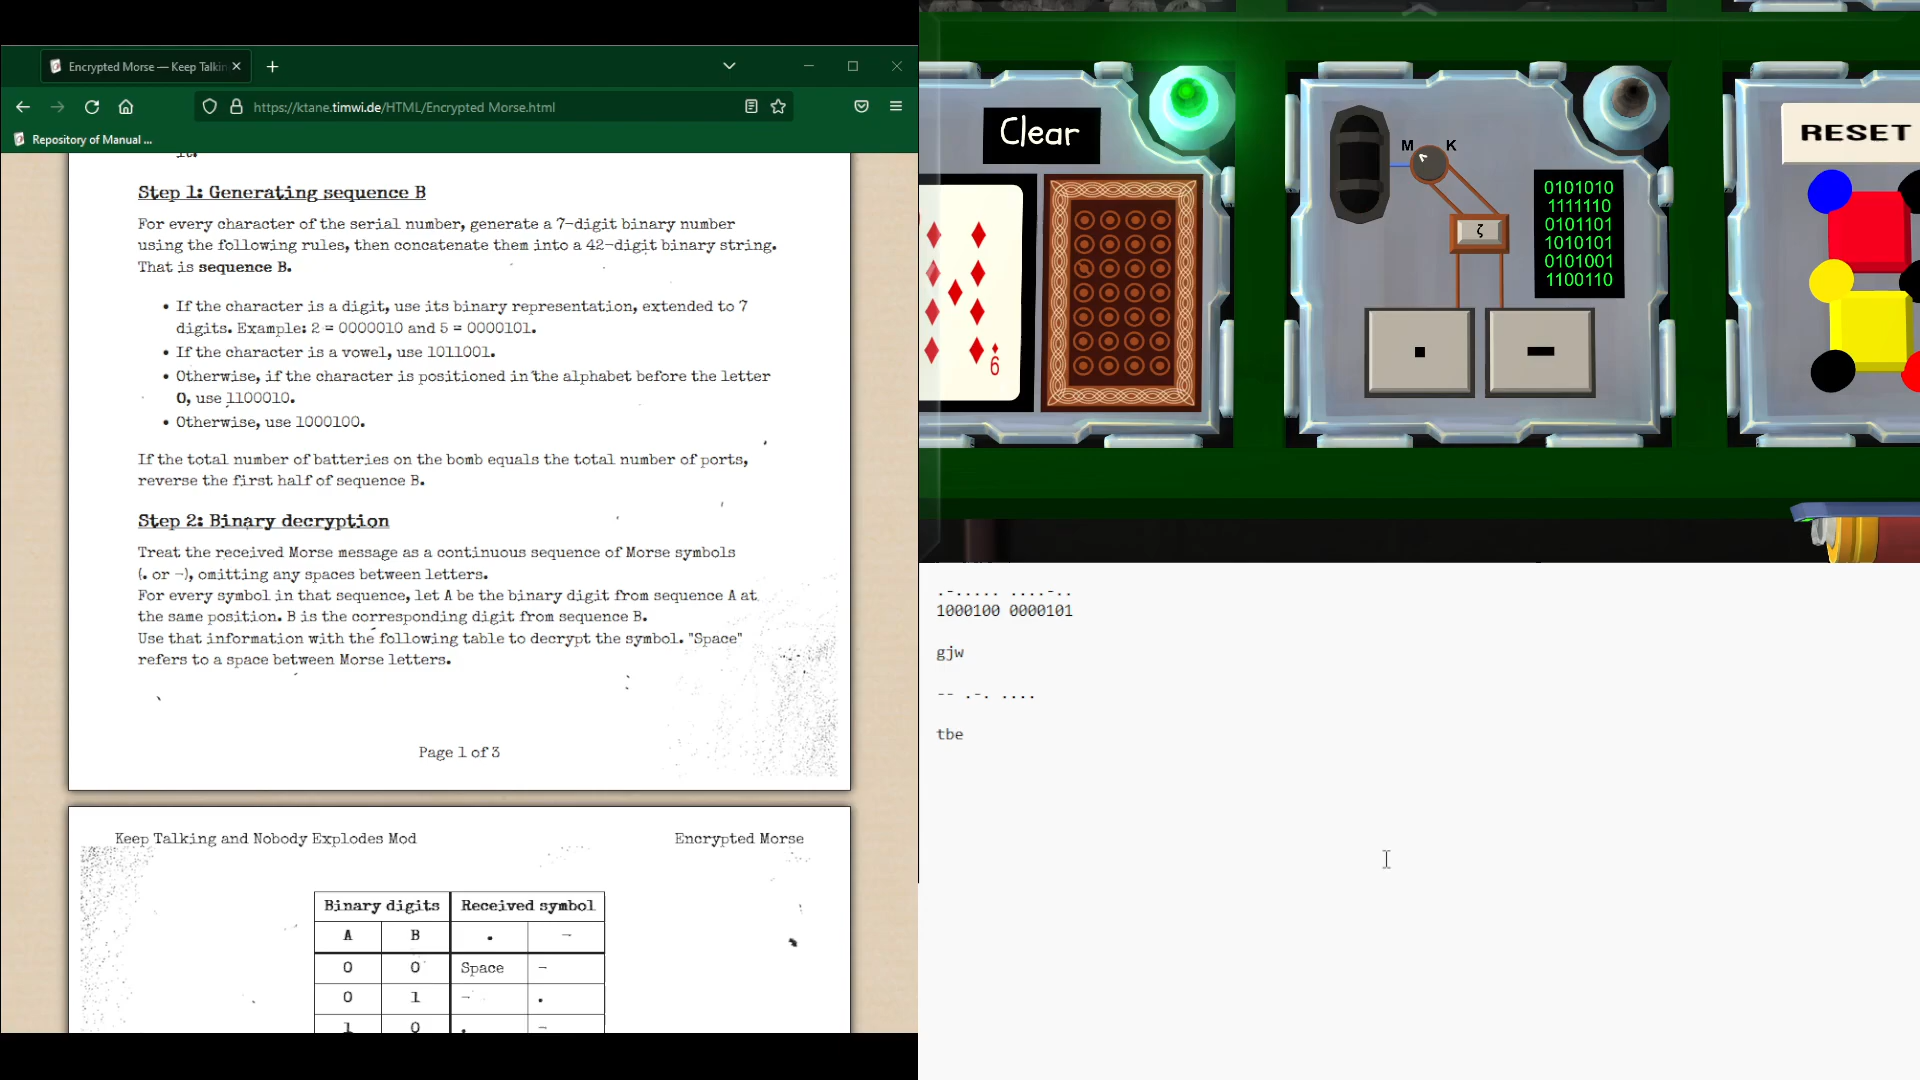 Encrypted Morse — Keep Talkin
https://ktane.timwi.de/HTML/Encrypted Morse.html
Repository of Manual ...
it.
Step 1: Generating sequence B
For every character of the serial number, generate a 7-digit binary number
using the following rules, then concatenate them into a 42-digit binary string.
That is sequence B.
• If the character is a digit, use its binary representation, extended to 7
digits. Example: 2 = 0000010 and 5 = 0000101.
• If the character is a vowel, use 1011001.
• Otherwise, if the character is positioned in the alphabet before the letter
O, use 1100010.
• Otherwise, use 1000100.
If the total number of batteries on the bomb equals the total number of ports,
reverse the first half of sequence B.
Step 2: Binary decryption
Treat the received Morse message as a continuous sequence of Morse symbols
(. or -), omitting any spaces between letters.
For every symbol in that sequence, let A be the binary digit from sequence A at
the same position. B is the corresponding digit from sequence B.
Use that information with the following table to decrypt the symbol. "Space"
refers to a space between Morse letters.
Page 1 of 3
Keep Talking and Nobody Explodes Mod
Encrypted Morse
Binary digits Received symbol
A B . -
0 0 Space -
0 1 - .
1 0 . -
Clear
6
M K
ζ
0101010
1111110
0101101
1010101
0101001
1100110
RESET
.-..... ....-..
1000100 0000101
gjw
-- .-. ....
tbe